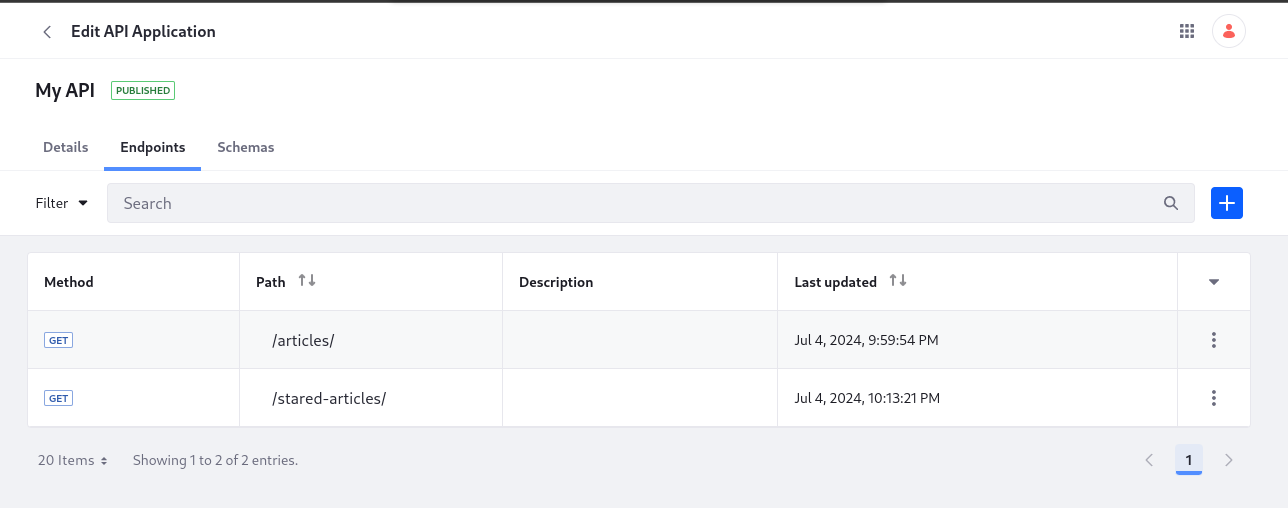 Edit API Application
My API PUBLISHED
Details Endpoints Schemas
Filter Search
Method Path Description Last updated
GET /articles/ Jul 4, 2024, 9:59:54 PM
GET /stared-articles/ Jul 4, 2024, 10:13:21 PM
20 Items Showing 1 to 2 of 2 entries. 1